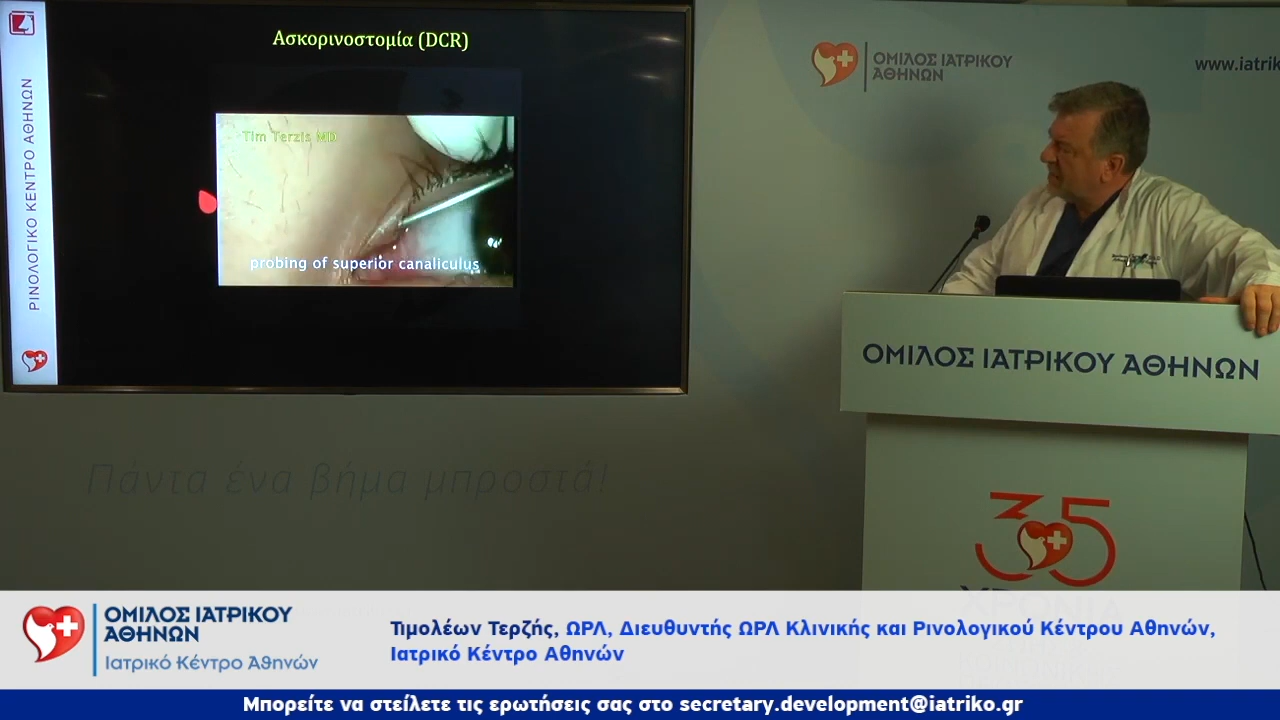 Ασκορινοστομία (DCR)
ΡΙΝΟΛΟΓΙΚΟ ΚΕΝΤΡΟ ΑΘΗΝΩΝ
Tim Terzis MD
probing of superior canaliculus
ΟΜΙΛΟΣ ΙΑΤΡΙΚΟΥ
ΑΘΗΝΩΝ
www.iatrik
ΟΜΙΛΟΣ ΙΑΤΡΙΚΟΥ ΑΘΗΝΩΝ
Πάντα ένα βήμα μπροστά!
35
ΧΡΟΝΙΑ
ΟΜΙΛΟΣ ΙΑΤΡΙΚΟΥ
ΑΘΗΝΩΝ
Ιατρικό Κέντρο Αθηνών
Τιμολέων Τερζής, ΩΡΛ, Διευθυντής ΩΡΛ Κλινικής και Ρινολογικού Κέντρου Αθηνών,
Ιατρικό Κέντρο Αθηνών
Μπορείτε να στείλετε τις ερωτήσεις σας στο secretary.development@iatriko.gr